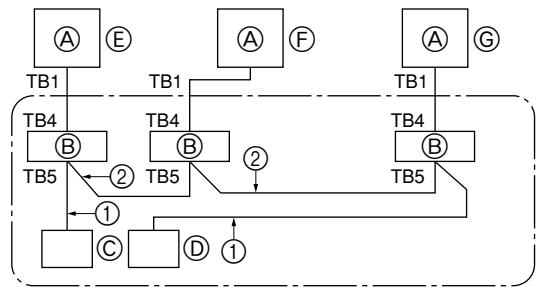 Ⓐ Ⓔ Ⓐ Ⓕ Ⓐ Ⓖ
TB1 TB1 TB1
TB4 TB4 TB4
Ⓑ Ⓑ Ⓑ
TB5 ② TB5 ② TB5
①
Ⓒ Ⓓ ①